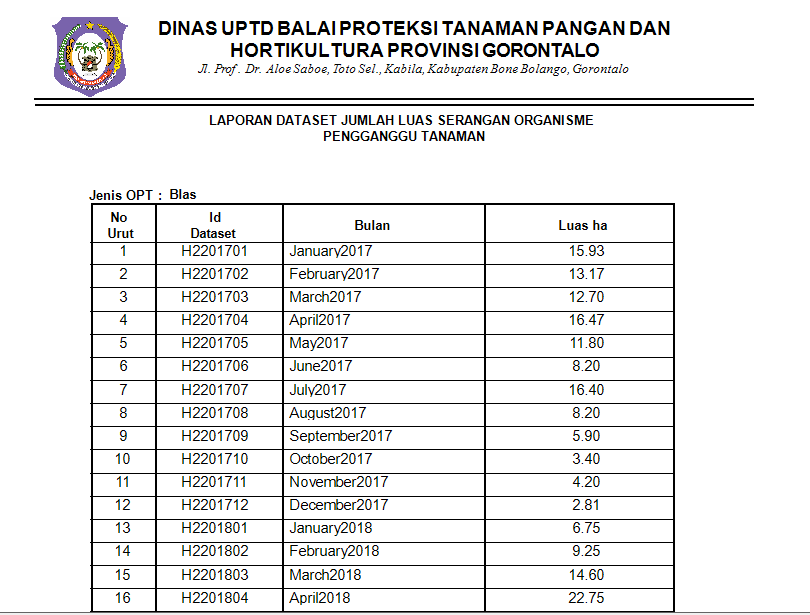 DINAS UPTD BALAI PROTEKSI TANAMAN PANGAN DAN
HORTIKULTURA PROVINSI GORONTALO
Jl. Prof. Dr. Aloe Saboe, Toto Sel., Kabila, Kabupaten Bone Bolango, Gorontalo
LAPORAN DATASET JUMLAH LUAS SERANGAN ORGANISME
PENGGANGGU TANAMAN
Jenis OPT : Blas
No Urut Id Dataset Bulan Luas ha
1 H2201701 January2017 15.93
2 H2201702 February2017 13.17
3 H2201703 March2017 12.70
4 H2201704 April2017 16.47
5 H2201705 May2017 11.80
6 H2201706 June2017 8.20
7 H2201707 July2017 16.40
8 H2201708 August2017 8.20
9 H2201709 September2017 5.90
10 H2201710 October2017 3.40
11 H2201711 November2017 4.20
12 H2201712 December2017 2.81
13 H2201801 January2018 6.75
14 H2201802 February2018 9.25
15 H2201803 March2018 14.60
16 H2201804 April2018 22.75